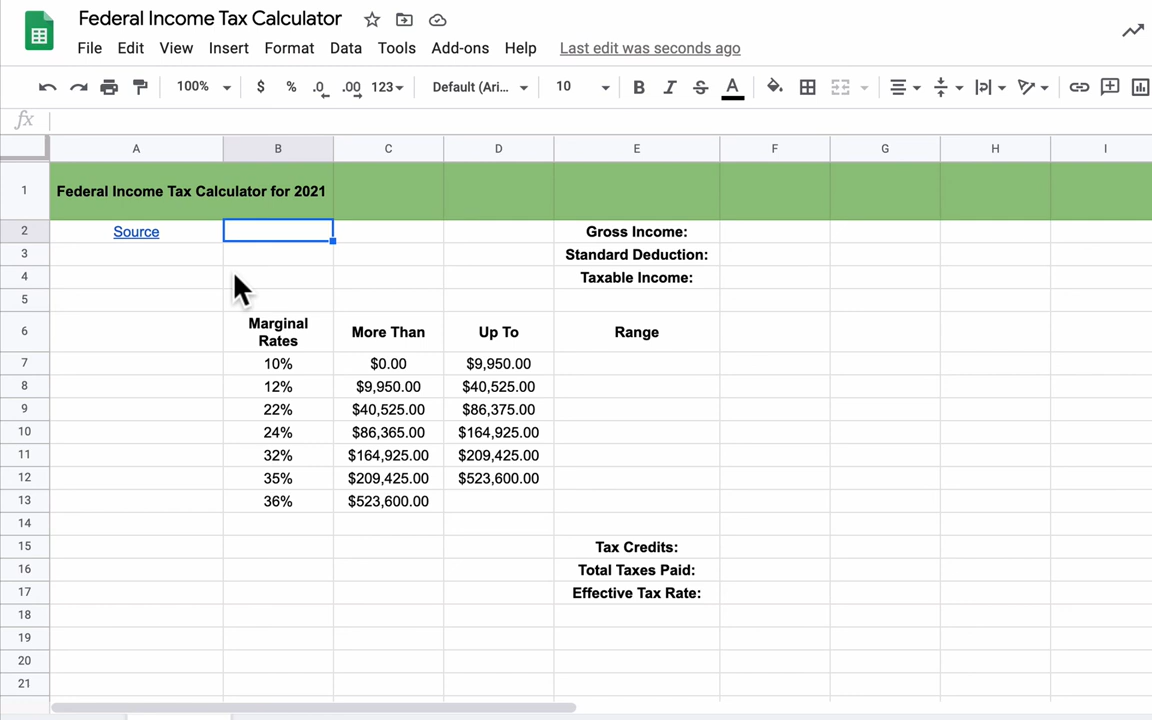 Federal Income Tax Calculator
File Edit View Insert Format Data Tools Add-ons Help Last edit was seconds ago
100% $ % .0 .00 123 Default (Ari... 10 B I S A
fx
A B C D E F G H I
1 Federal Income Tax Calculator for 2021
2 Source Gross Income:
3 Standard Deduction:
4 Taxable Income:
5
6 Marginal Rates More Than Up To Range
7 10% $0.00 $9,950.00
8 12% $9,950.00 $40,525.00
9 22% $40,525.00 $86,375.00
10 24% $86,365.00 $164,925.00
11 32% $164,925.00 $209,425.00
12 35% $209,425.00 $523,600.00
13 36% $523,600.00
14
15 Tax Credits:
16 Total Taxes Paid:
17 Effective Tax Rate:
18
19
20
21